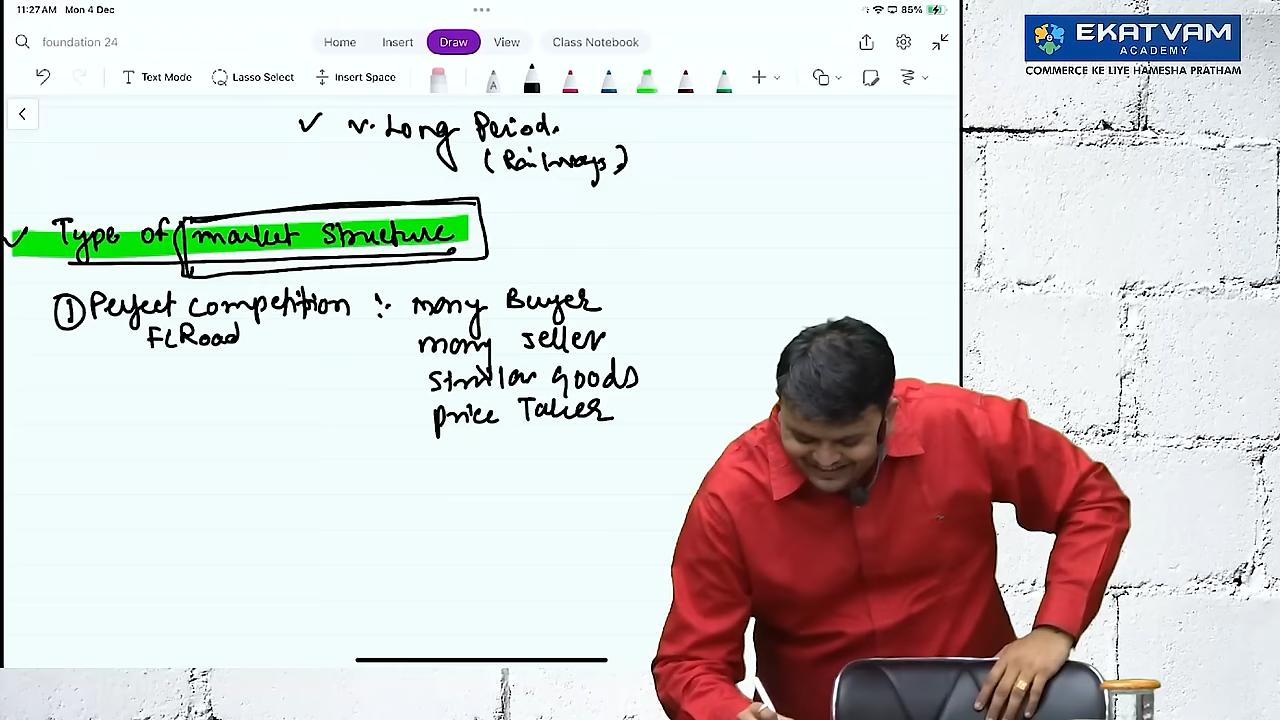 11:27 AM Mon 4 Dec
85%
foundation 24
Home Insert Draw View Class Notebook
Text Mode Lasso Select Insert Space
EKATVAM
ACADEMY
COMMERCE KE LIYE HAMESHA PRATHAM
✓ v. Long Period.
(Railways)
✓ Type of market structure
① Perfect competition :- many Buyer
FC Road many seller
similar goods
price Taker